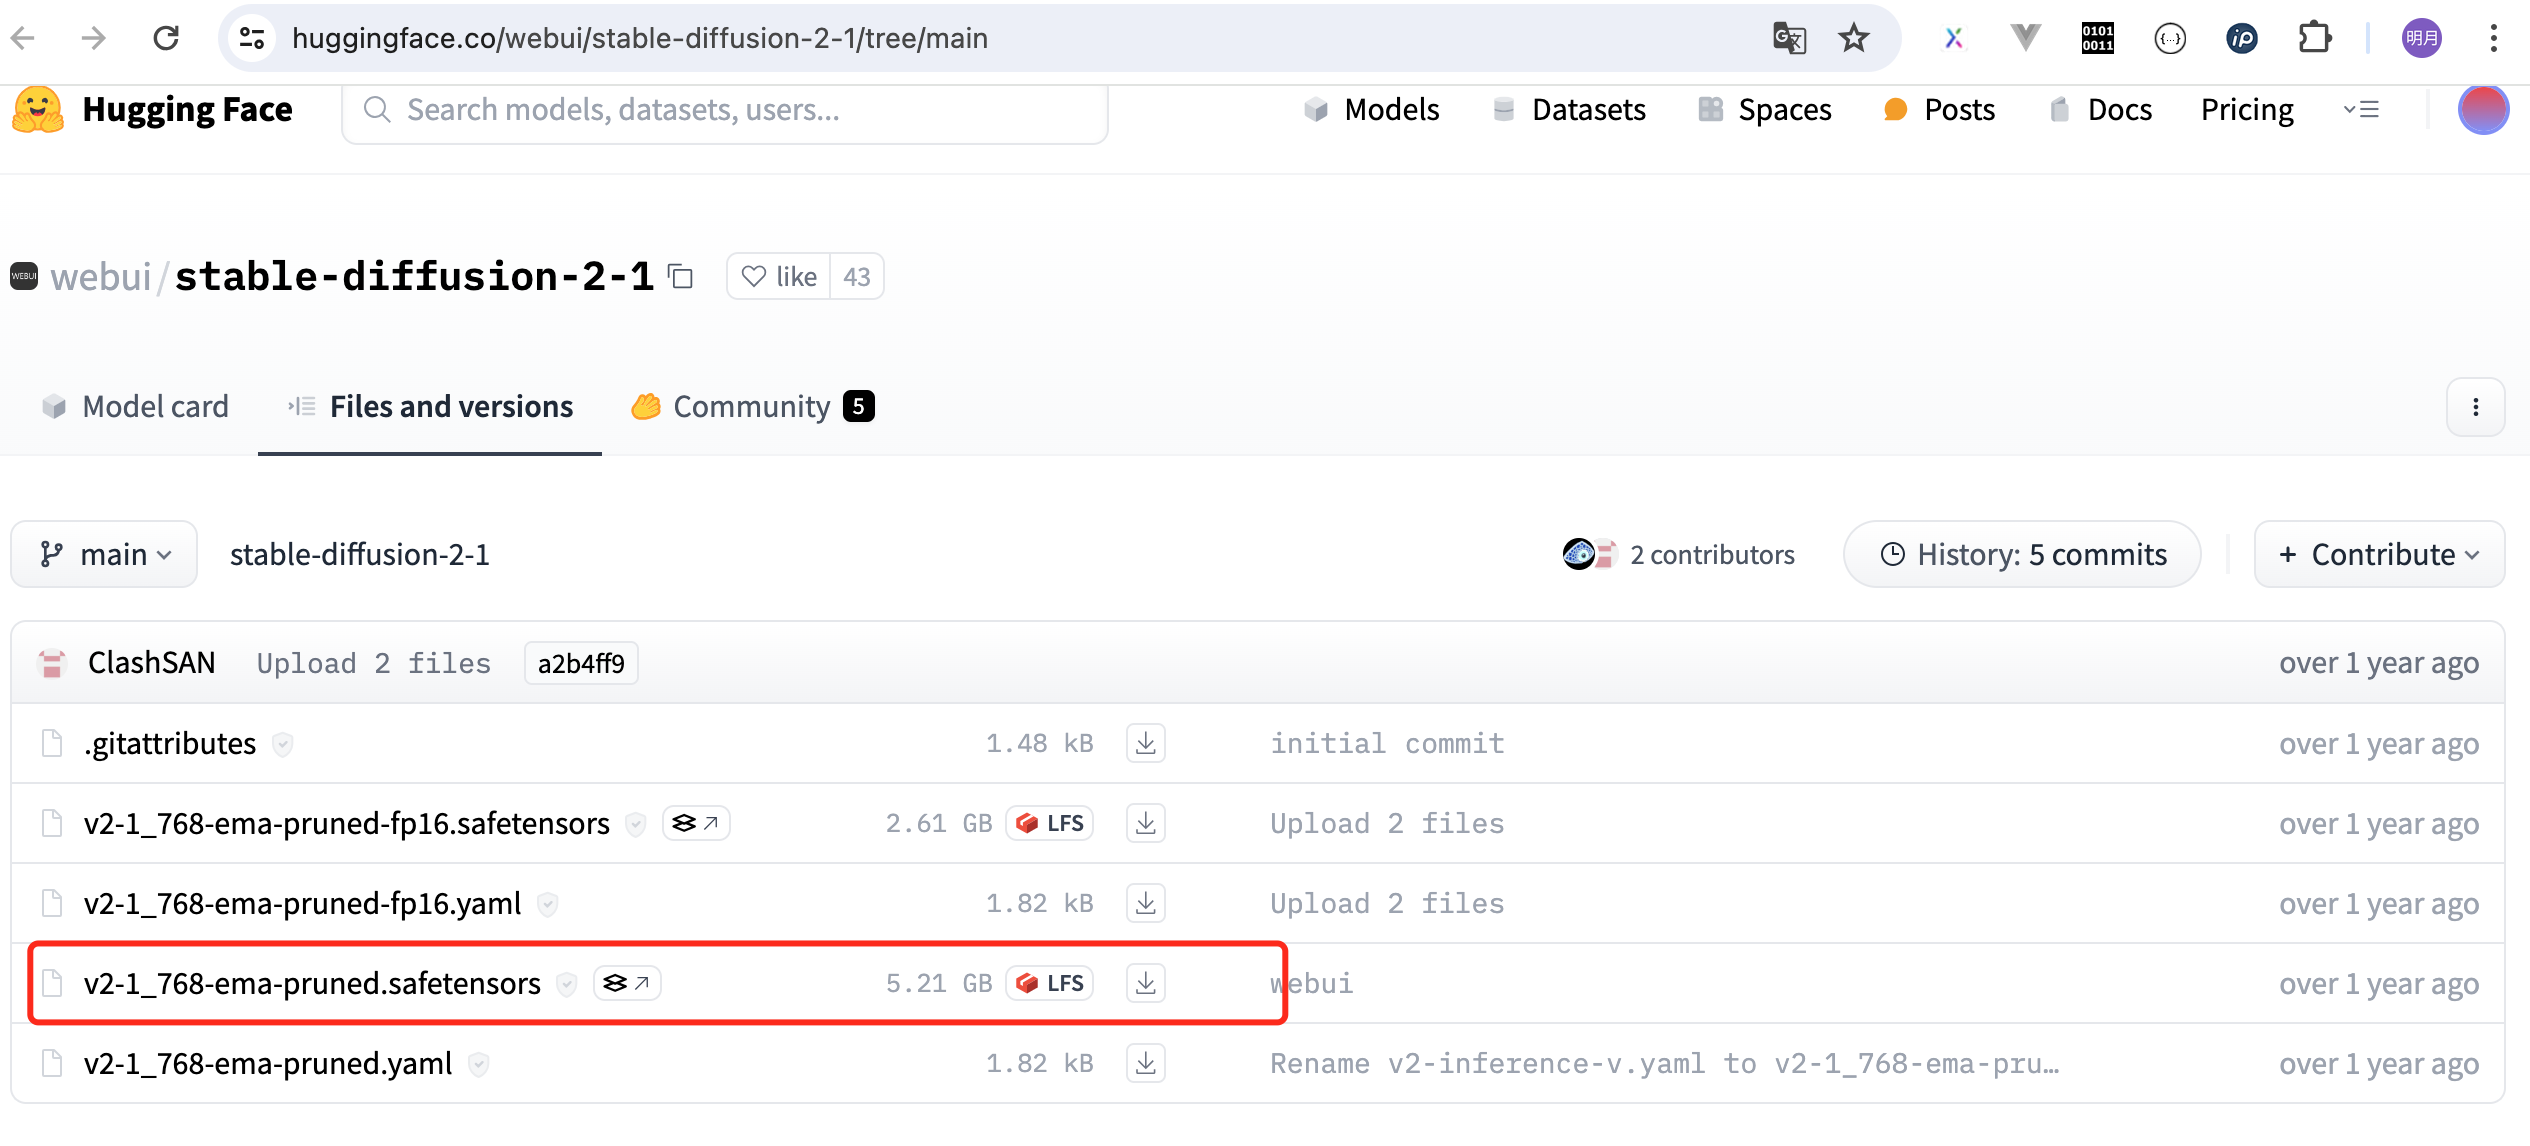 huggingface.co/webui/stable-diffusion-2-1/tree/main
0101
0011
{...}
ip
明月
Hugging Face
Search models, datasets, users...
Models
Datasets
Spaces
Posts
Docs
Pricing
WEBUI
webui/stable-diffusion-2-1
like 43
Model card
Files and versions
Community 5
main
stable-diffusion-2-1
2 contributors
History: 5 commits
+ Contribute
ClashSAN Upload 2 files a2b4ff9 over 1 year ago
.gitattributes 1.48 kB initial commit over 1 year ago
v2-1_768-ema-pruned-fp16.safetensors 2.61 GB LFS Upload 2 files over 1 year ago
v2-1_768-ema-pruned-fp16.yaml 1.82 kB Upload 2 files over 1 year ago
v2-1_768-ema-pruned.safetensors 5.21 GB LFS webui over 1 year ago
v2-1_768-ema-pruned.yaml 1.82 kB Rename v2-inference-v.yaml to v2-1_768-ema-pru… over 1 year ago